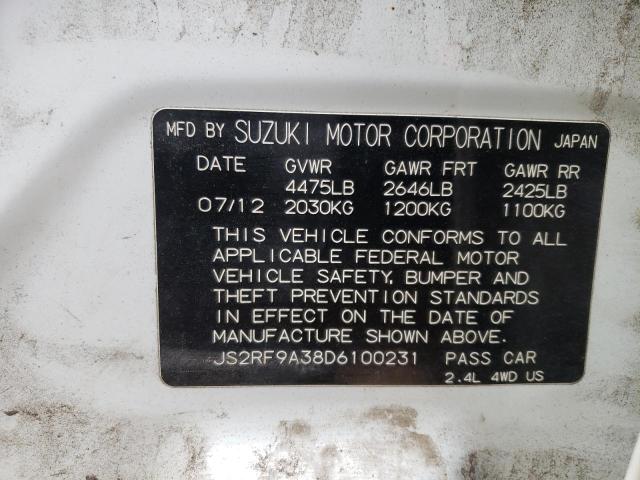 MFD BY SUZUKI MOTOR CORPORATION JAPAN
DATE GVWR GAWR FRT GAWR RR
4475LB 2646LB 2425LB
07/12 2030KG 1200KG 1100KG
THIS VEHICLE CONFORMS TO ALL
APPLICABLE FEDERAL MOTOR
VEHICLE SAFETY, BUMPER AND
THEFT PREVENTION STANDARDS
IN EFFECT ON THE DATE OF
MANUFACTURE SHOWN ABOVE.
JS2RF9A38D6100231 PASS CAR
2.4L 4WD US